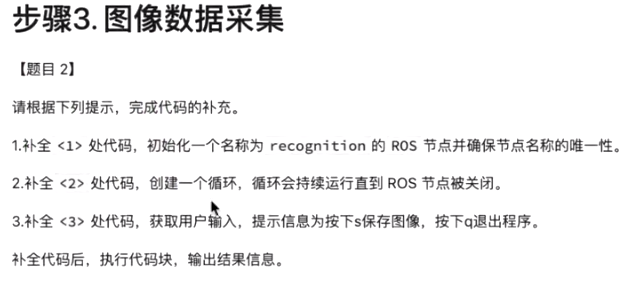 步骤3. 图像数据采集
【题目 2】
请根据下列提示，完成代码的补充。
1.补全 <1> 处代码，初始化一个名称为 recognition 的 ROS 节点并确保节点名称的唯一性。
2.补全 <2> 处代码，创建一个循环，循环会持续运行直到 ROS 节点被关闭。
3.补全 <3> 处代码，获取用户输入，提示信息为按下s保存图像，按下q退出程序。
补全代码后，执行代码块，输出结果信息。